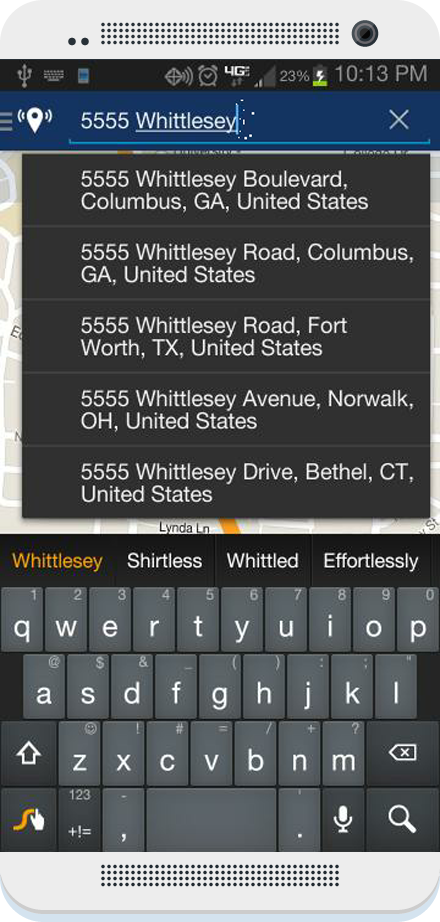 4G 23% 10:13 PM
5555 Whittlesey
5555 Whittlesey Boulevard,
Columbus, GA, United States
5555 Whittlesey Road, Columbus,
GA, United States
5555 Whittlesey Road, Fort
Worth, TX, United States
5555 Whittlesey Avenue, Norwalk,
OH, United States
5555 Whittlesey Drive, Bethel, CT,
United States
Lynda Ln
Whittlesey Shirtless Whittled Effortlessly
1 2 3 4 5 6 7 8 9 0
q w e r t y u i o p
@ $ & _ ( ) : ; "
a s d f g h j k l
! # = / + ?
z x c v b n m
123 - '
+!= , .